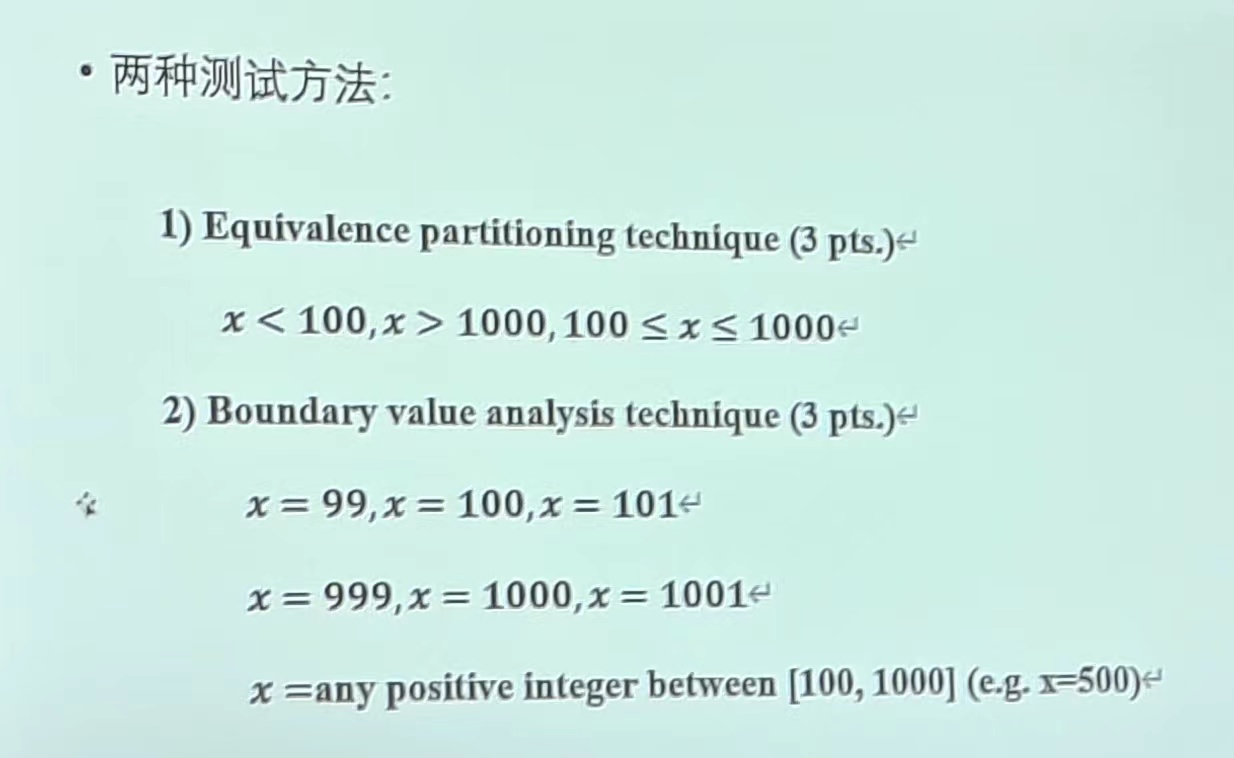 • 两种测试方法:
1) Equivalence partitioning technique (3 pts.)↵
x < 100, x > 1000, 100 ≤ x ≤ 1000↵
2) Boundary value analysis technique (3 pts.)↵
x = 99, x = 100, x = 101↵
x = 999, x = 1000, x = 1001↵
x =any positive integer between [100, 1000] (e.g. x=500)↵